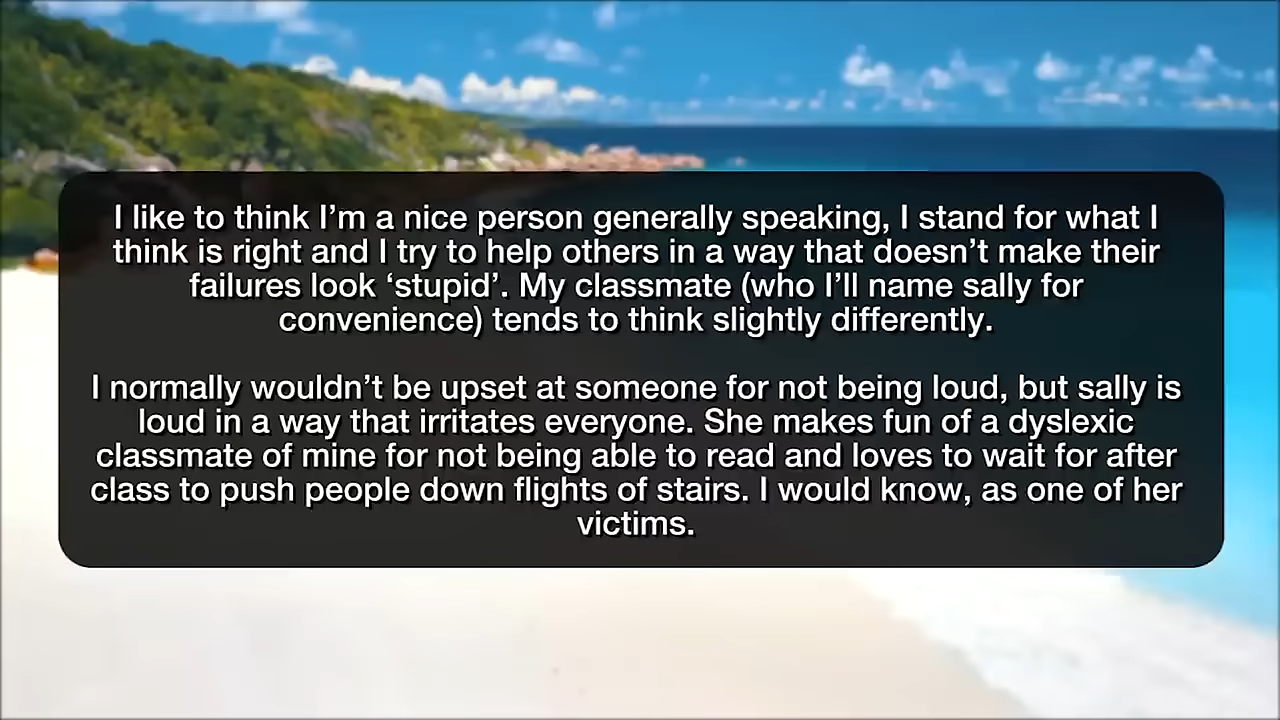 I like to think I’m a nice person generally speaking, I stand for what I
think is right and I try to help others in a way that doesn’t make their
failures look ‘stupid’. My classmate (who I’ll name sally for
convenience) tends to think slightly differently.
I normally wouldn’t be upset at someone for not being loud, but sally is
loud in a way that irritates everyone. She makes fun of a dyslexic
classmate of mine for not being able to read and loves to wait for after
class to push people down flights of stairs. I would know, as one of her
victims.